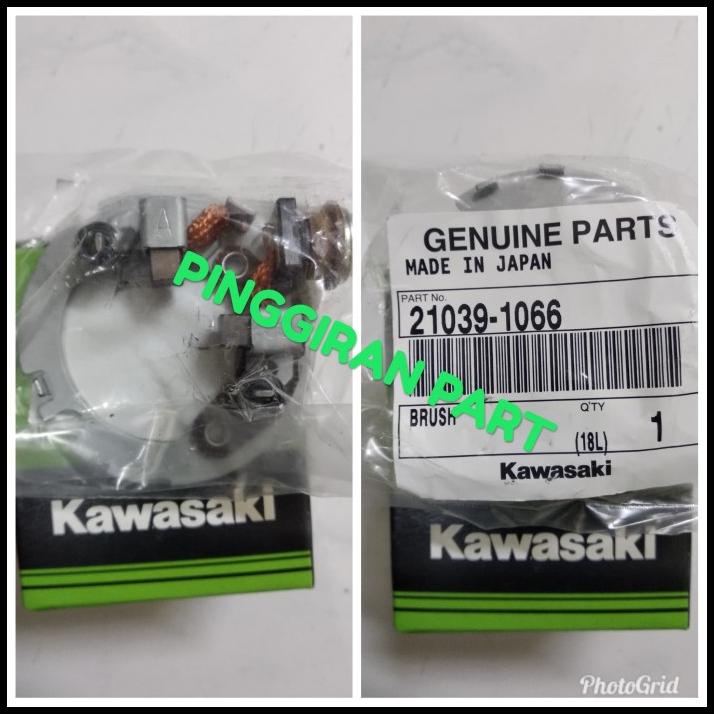 A
Kawasaki
PINGGIRAN PART
GENUINE PARTS
MADE IN JAPAN
PART No.
21039-1066
BRUSH
Q'TY
(18L)
1
Kawasaki
Kawasaki
PhotoGrid